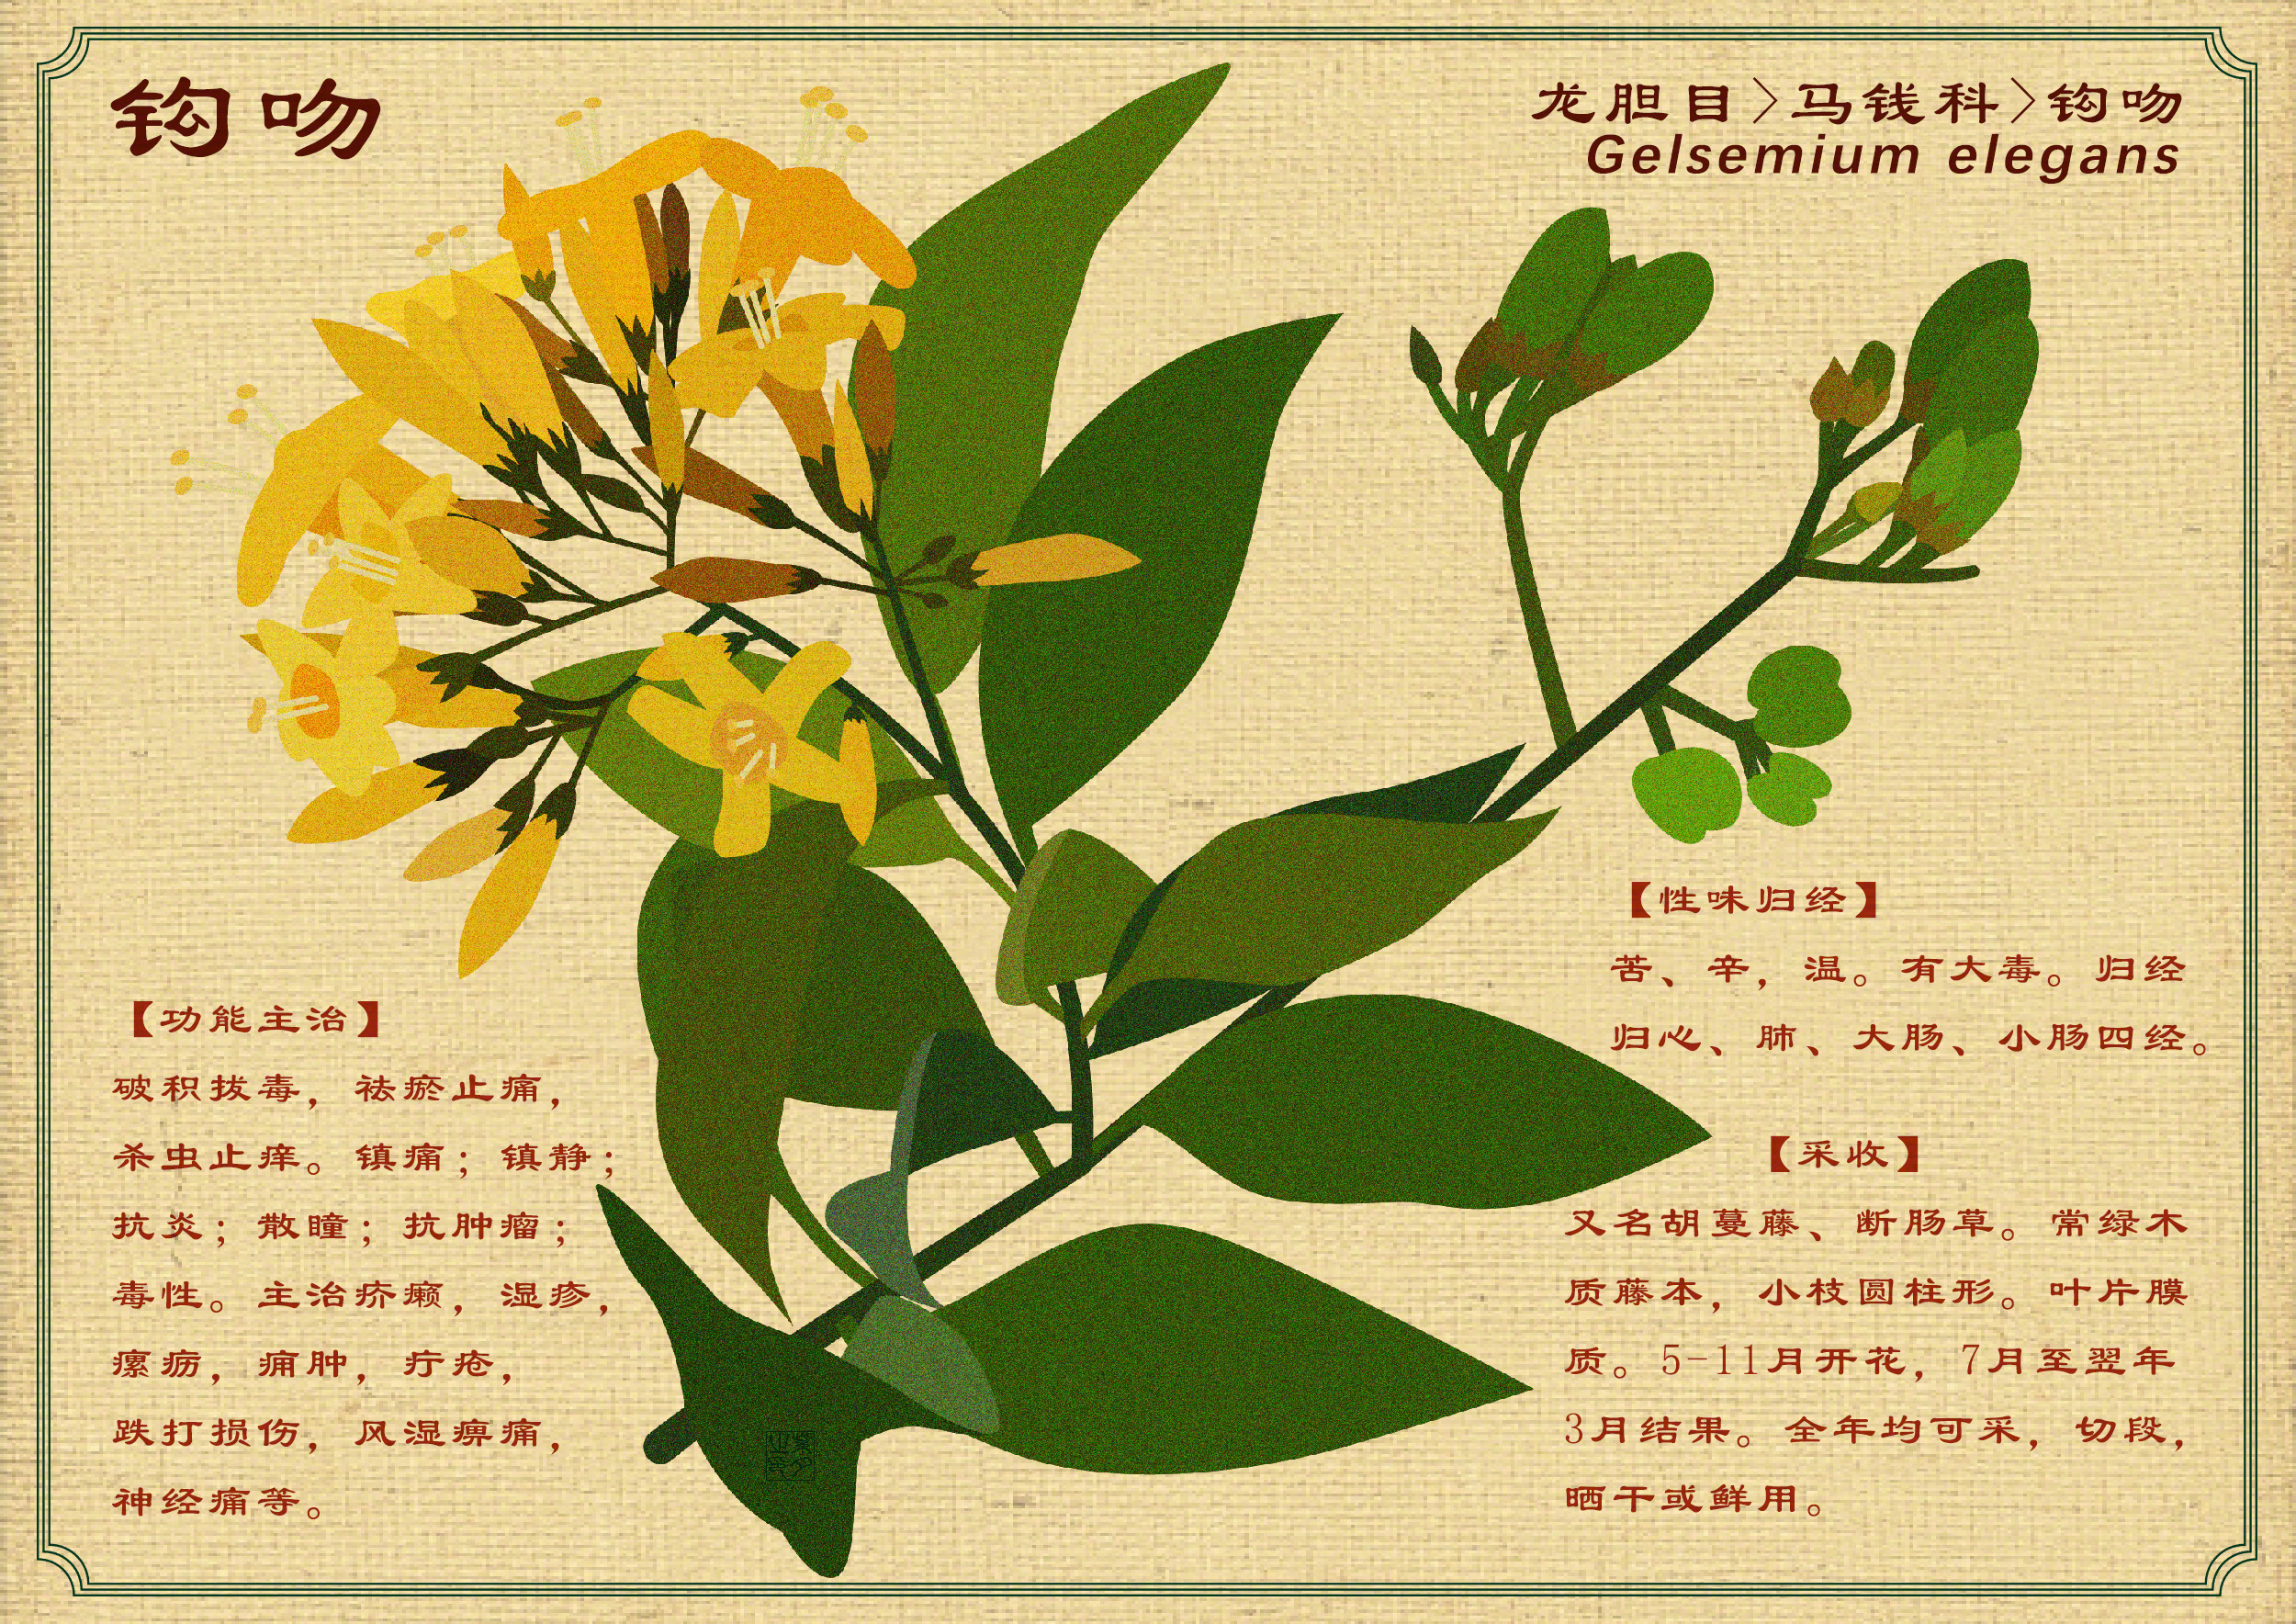 钩吻
龙胆目>马钱科>钩吻
Gelsemium elegans
【性味归经】
苦、辛，温。有大毒。归经
归心、肺、大肠、小肠四经。
【功能主治】
破积拔毒，祛瘀止痛，
杀虫止痒。镇痛；镇静；
抗炎；散瞳；抗肿瘤；
毒性。主治疥癞，湿疹，
瘰疬，痈肿，疔疮，
跌打损伤，风湿痹痛，
神经痛等。
【采收】
又名胡蔓藤、断肠草。常绿木
质藤本，小枝圆柱形。叶片膜
质。5-11月开花，7月至翌年
3月结果。全年均可采，切段，
晒干或鲜用。